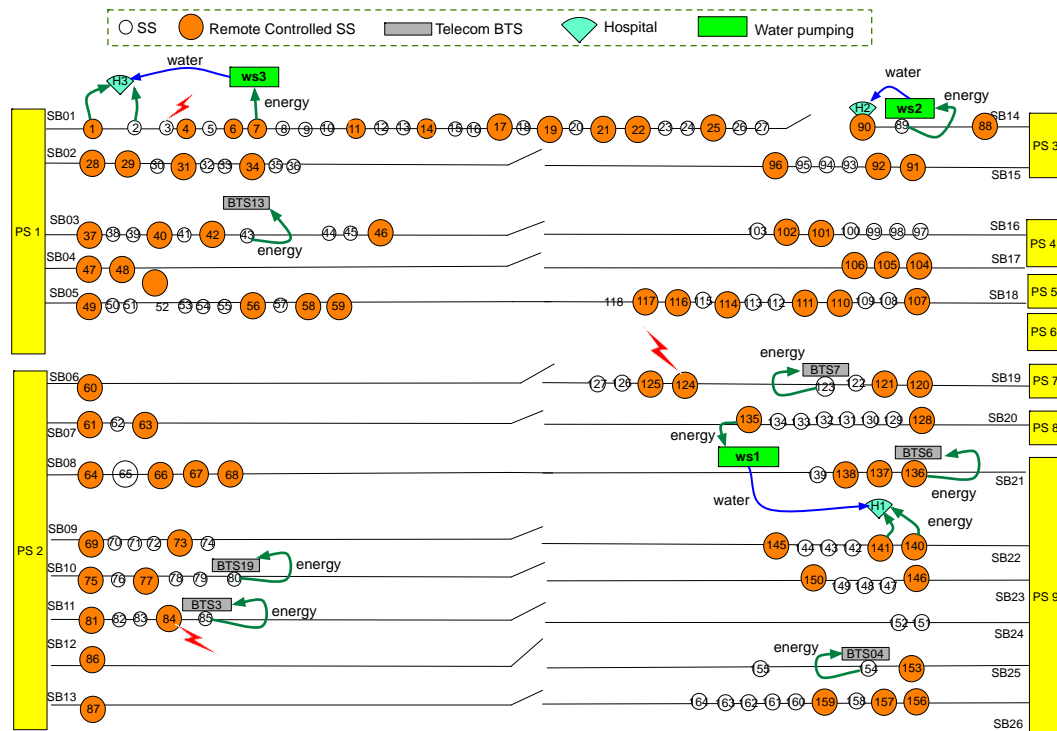 SS Remote Controlled SS Telecom BTS Hospital Water pumping
H3 water ws3 water
energy H2 ws2 energy
SB01 1 2 3 4 5 6 7 8 9 10 11 12 13 14 15 16 17 18 19 20 21 22 23 24 25 26 27 90 89 88 SB14
PS 3
SB02 28 29 30 31 32 33 34 35 36 96 95 94 93 92 91 SB15
BTS13
PS 1
SB03 37 38 39 40 41 42 43 44 45 46 103 102 101 100 99 98 97 SB16
energy
PS 4
SB04 47 48 106 105 104 SB17
SB05 49 50 51 52 53 54 55 56 57 58 59 118 117 116 115 114 113 112 111 110 109 108 107 SB18
PS 5
PS 6
energy BTS7
SB06 60 127 126 125 124 123 122 121 120 SB19 PS 7
SB07 61 62 63 135 134 133 132 131 130 129 128 SB20 PS 8
energy
ws1 BTS6
SB08 64 65 66 67 68 139 138 137 136 SB21
energy
water H1 energy
PS 2
SB09 69 70 71 72 73 74 145 144 143 142 141 140 SB22
BTS19 energy
SB10 75 76 77 78 79 80 150 149 148 147 146 SB23
PS 9
BTS3
SB11 81 82 83 84 85 energy 152 151 SB24
SB12 86 energy BTS04
155 154 153 SB25
SB13 87 164 163 162 161 160 159 158 157 156 SB26